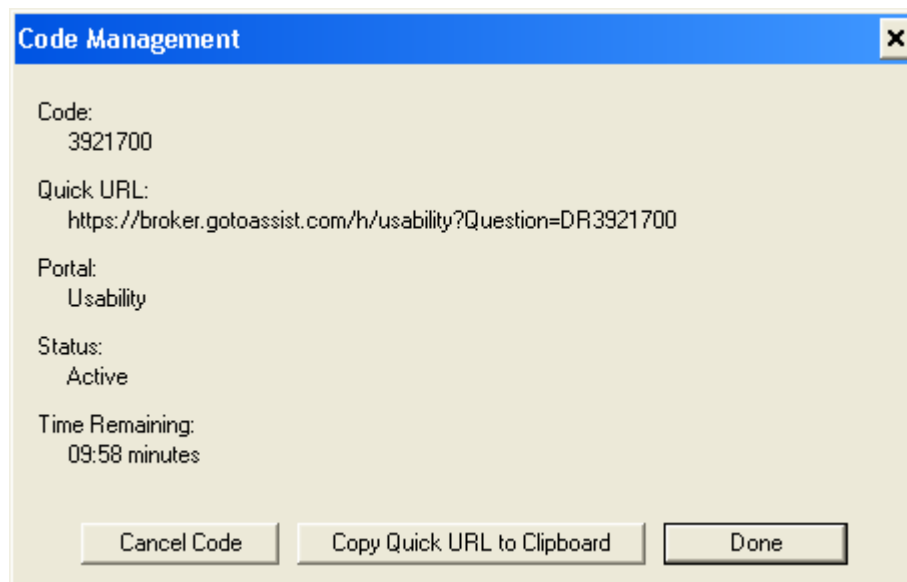 Code Management
Code:
3921700
Quick URL:
https://broker.gotoassist.com/h/usability?Question=DR3921700
Portal:
Usability
Status:
Active
Time Remaining:
09:58 minutes
Cancel Code
Copy Quick URL to Clipboard
Done